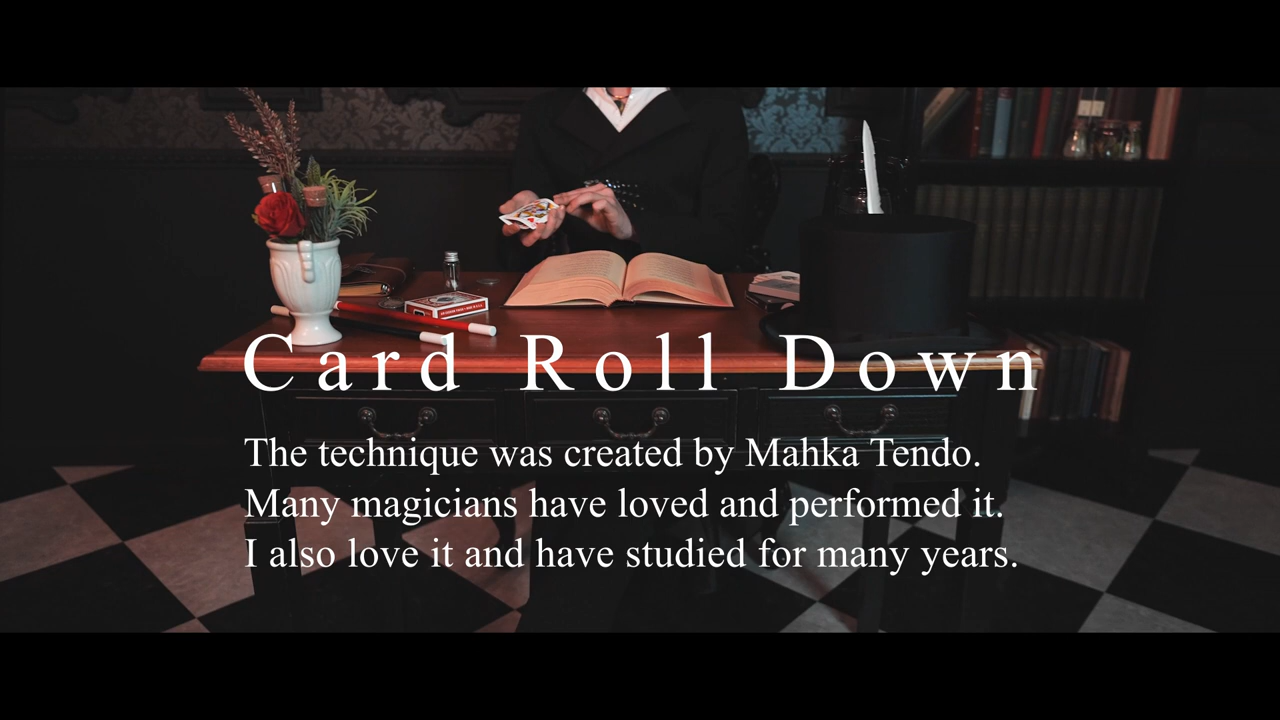 Card Roll Down
The technique was created by Mahka Tendo.
Many magicians have loved and performed it.
I also love it and have studied for many years.